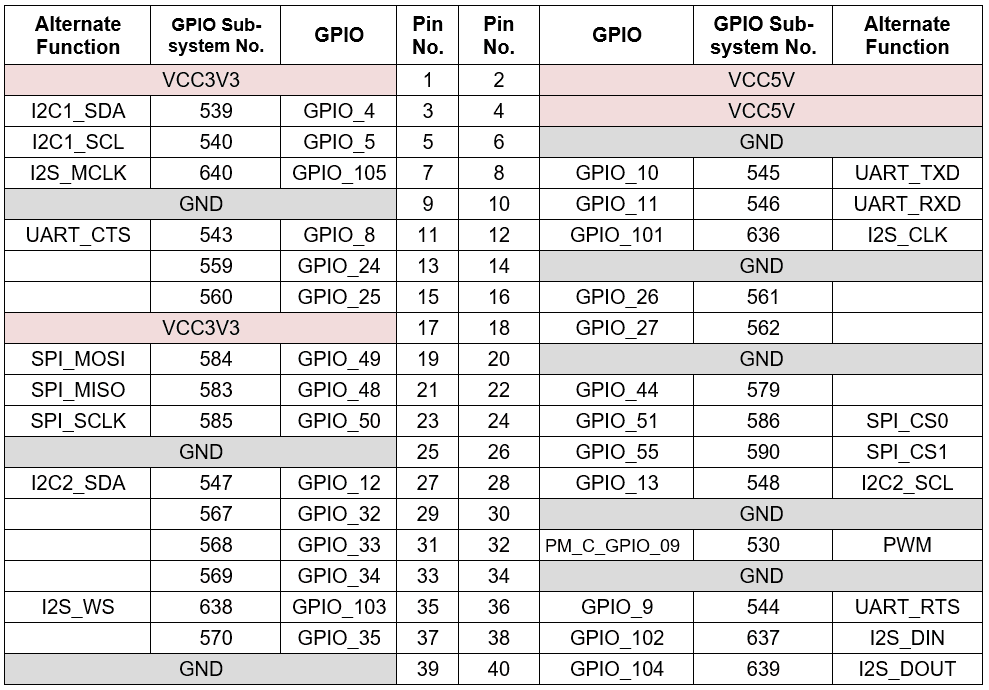 Alternate Function GPIO Sub-system No. GPIO Pin No. Pin No. GPIO GPIO Sub-system No. Alternate Function
VCC3V3 1 2 VCC5V
I2C1_SDA 539 GPIO_4 3 4 VCC5V
I2C1_SCL 540 GPIO_5 5 6 GND
I2S_MCLK 640 GPIO_105 7 8 GPIO_10 545 UART_TXD
GND 9 10 GPIO_11 546 UART_RXD
UART_CTS 543 GPIO_8 11 12 GPIO_101 636 I2S_CLK
559 GPIO_24 13 14 GND
560 GPIO_25 15 16 GPIO_26 561
VCC3V3 17 18 GPIO_27 562
SPI_MOSI 584 GPIO_49 19 20 GND
SPI_MISO 583 GPIO_48 21 22 GPIO_44 579
SPI_SCLK 585 GPIO_50 23 24 GPIO_51 586 SPI_CS0
GND 25 26 GPIO_55 590 SPI_CS1
I2C2_SDA 547 GPIO_12 27 28 GPIO_13 548 I2C2_SCL
567 GPIO_32 29 30 GND
568 GPIO_33 31 32 PM_C_GPIO_09 530 PWM
569 GPIO_34 33 34 GND
I2S_WS 638 GPIO_103 35 36 GPIO_9 544 UART_RTS
570 GPIO_35 37 38 GPIO_102 637 I2S_DIN
GND 39 40 GPIO_104 639 I2S_DOUT